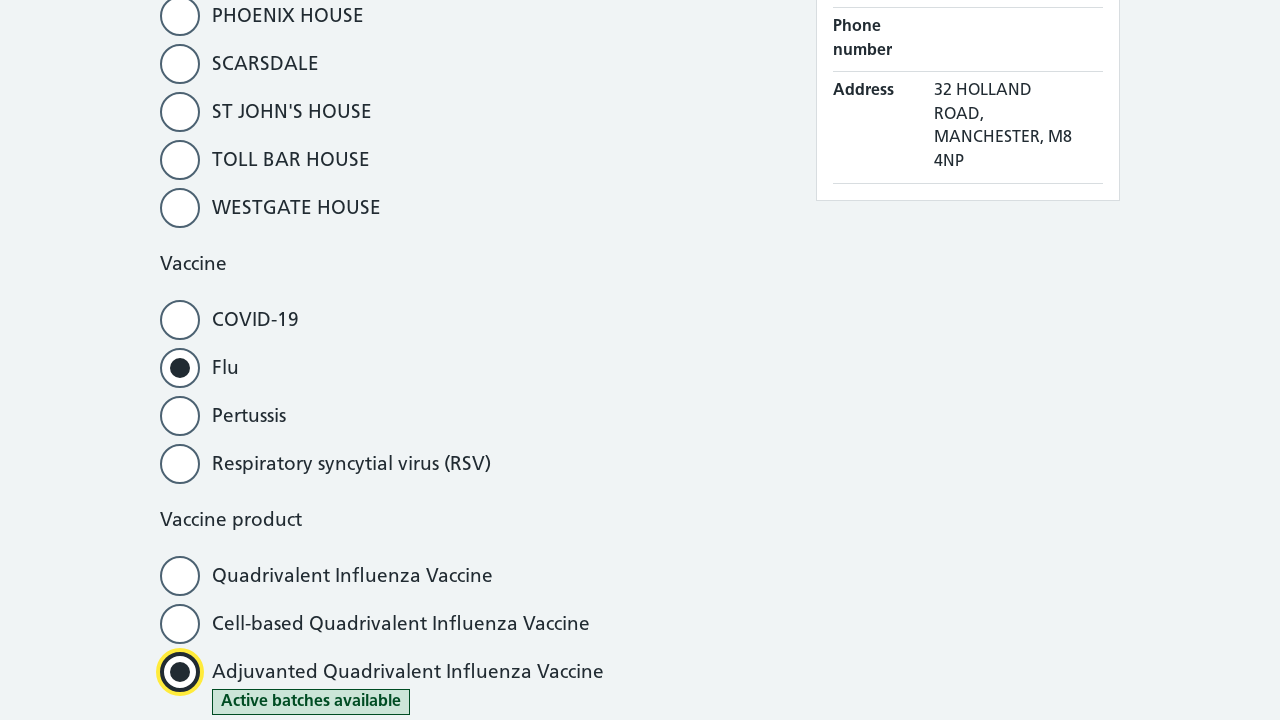 PHOENIX HOUSE
SCARSDALE
ST JOHN'S HOUSE
TOLL BAR HOUSE
WESTGATE HOUSE
Vaccine
COVID-19
Flu
Pertussis
Respiratory syncytial virus (RSV)
Vaccine product
Quadrivalent Influenza Vaccine
Cell-based Quadrivalent Influenza Vaccine
Adjuvanted Quadrivalent Influenza Vaccine
Active batches available
Phone
number
Address
32 HOLLAND
ROAD,
MANCHESTER, M8
4NP